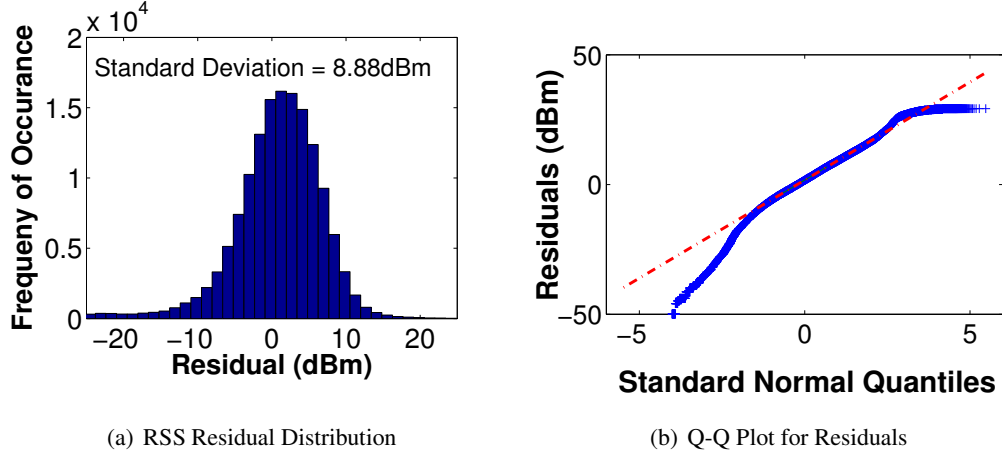 x 10⁴
2
1.5
1
0.5
0
Frequeny of Occurance
Standard Deviation = 8.88dBm
−20 −10 0 10 20
Residual (dBm)
(a) RSS Residual Distribution
50
0
−50
Residuals (dBm)
−5 0 5
Standard Normal Quantiles
(b) Q-Q Plot for Residuals